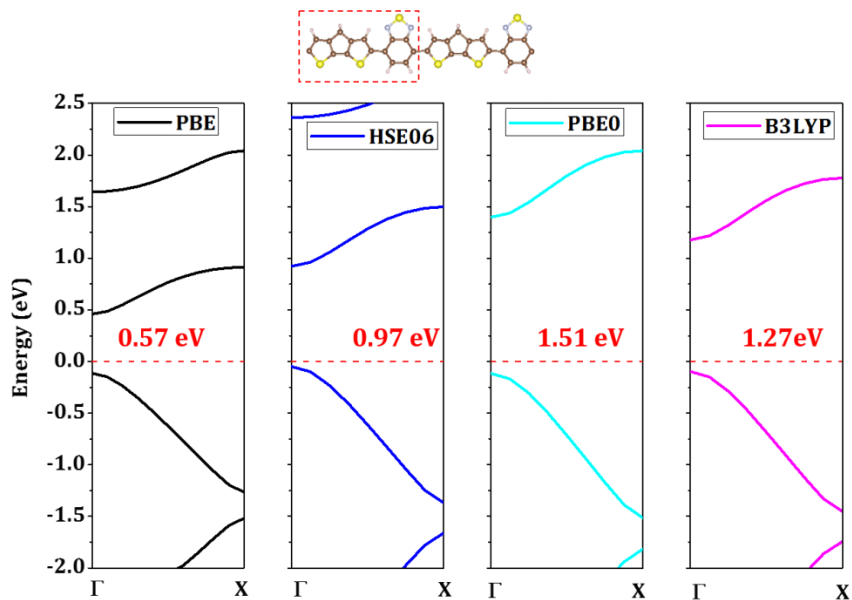 PBE
HSE06
PBE0
B3LYP
2.5
2.0
1.5
1.0
0.5
0.0
-0.5
-1.0
-1.5
-2.0
Energy (eV)
0.57 eV
0.97 eV
1.51 eV
1.27eV
Γ X Γ X Γ X Γ X